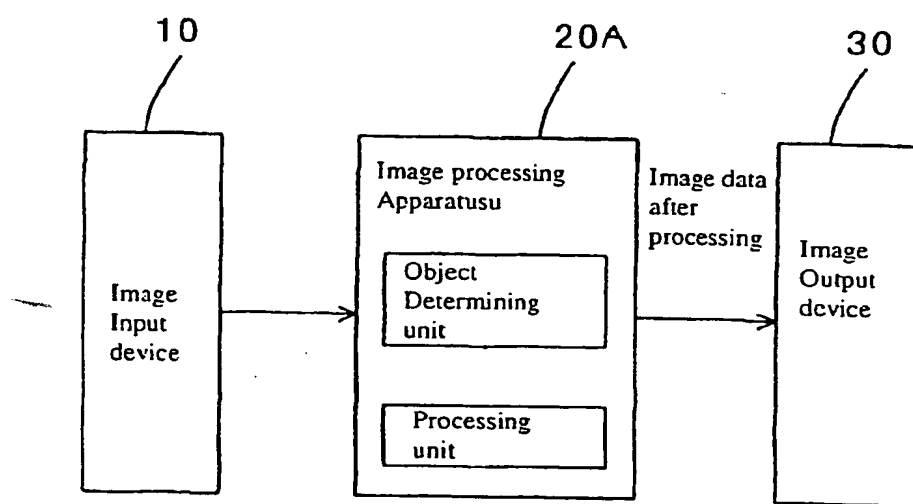 10
20A
30
Image processing
Apparatusu
Image data
after
processing
Object
Determining
unit
Image
Input
device
Image
Output
device
Processing
unit